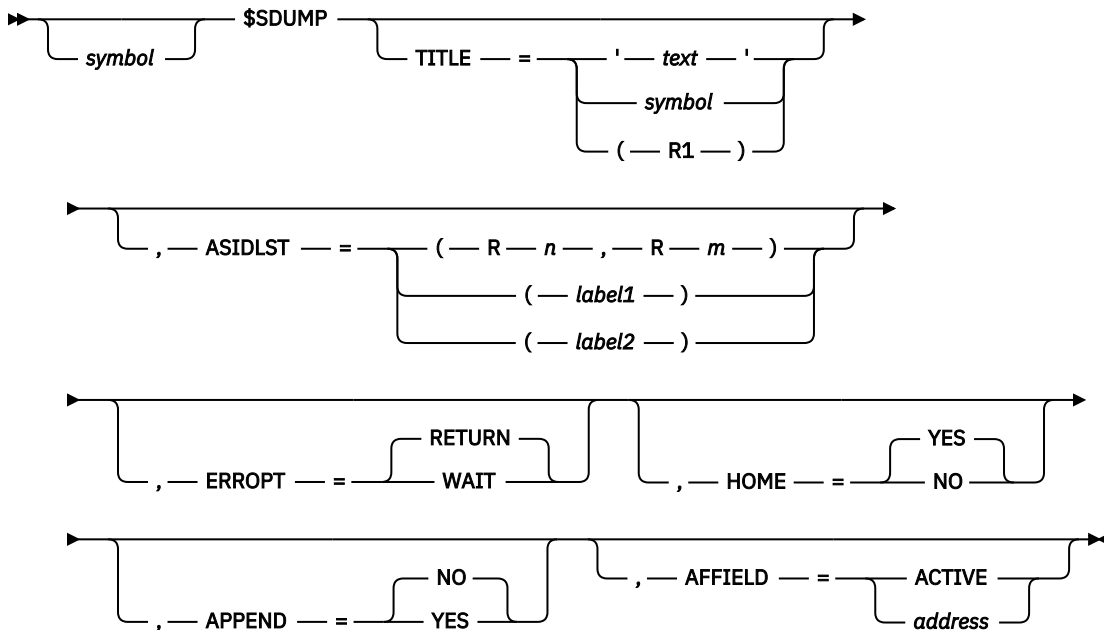 $SDUMP
symbol
TITLE = ' text '
symbol
( R1 )
, ASIDLST = ( R n , R m )
( label1 )
( label2 )
RETURN
, ERROPT = WAIT
YES
, HOME = NO
NO
, APPEND = YES
, AFFIELD = ACTIVE
address